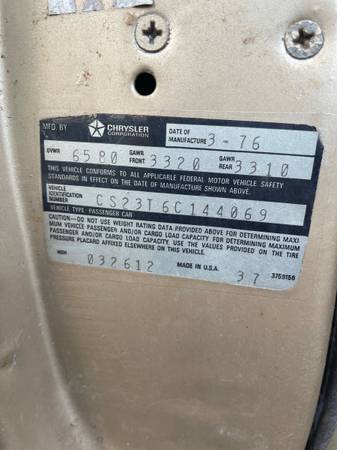 MFD. BY CHRYSLER CORPORATION DATE OF MANUFACTURE 3-76
GVWR 6580 GAWR FRONT 3320 GAWR REAR 3310
THIS VEHICLE CONFORMS TO ALL APPLICABLE FEDERAL MOTOR VEHICLE SAFETY
STANDARDS IN EFFECT ON THE DATE OF MANUFACTURE SHOWN ABOVE.
VEHICLE IDENTIFICATION NUMBER CS23T6C144069
VEHICLE TYPE: PASSENGER CAR
CAUTION–DO NOT USE WEIGHT RATING DATA PROVIDED ABOVE FOR DETERMINING MAXI-
MUM PASSENGER AND/OR CARGO LOAD CAPACITY. FOR DETERMINING MAXIMUM
PASSENGER AND/OR CARGO LOAD CAPACITY USE THE VALUES PROVIDED ON THE TIRE
PRESSURE PLACARD AFFIXED ELSEWHERE ON THIS VEHICLE.
MDH 032612 MADE IN U.S.A. 37 3759156